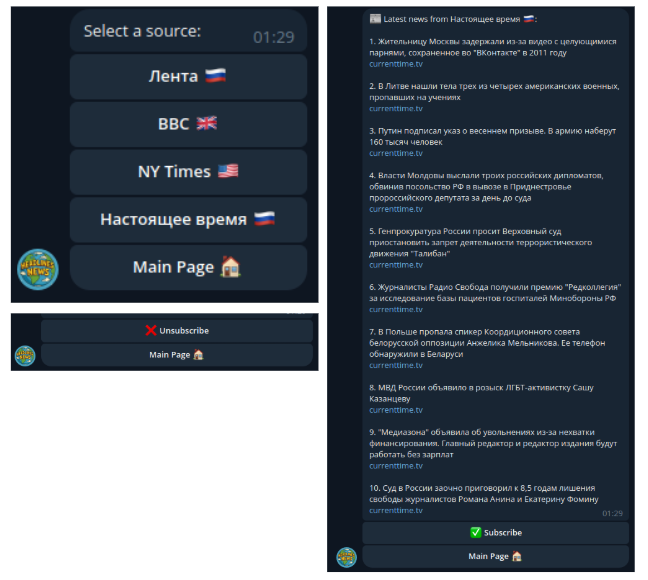 Select a source:
01:29
Лента 🇷🇺
BBC 🇬🇧
NY Times 🇺🇸
Настоящее время 🇷🇺
Main Page 🏠
HEADLINES
NEWS
❌ Unsubscribe
Main Page 🏠
📰 Latest news from Настоящее время 🇷🇺:
1. Жительницу Москвы задержали из-за видео с целующимися
парнями, сохраненное во "ВКонтакте" в 2011 году
currenttime.tv
2. В Литве нашли тела трех из четырех американских военных,
пропавших на учениях
currenttime.tv
3. Путин подписал указ о весеннем призыве. В армию наберут
160 тысяч человек
currenttime.tv
4. Власти Молдовы выслали троих российских дипломатов,
обвинив посольство РФ в вывозе в Приднестровье
пророссийского депутата за день до суда
currenttime.tv
5. Генпрокуратура России просит Верховный суд
приостановить запрет деятельности террористического
движения "Талибан"
currenttime.tv
6. Журналисты Радио Свобода получили премию "Редколлегия"
за исследование базы пациентов госпиталей Минобороны РФ
currenttime.tv
7. В Польше пропала спикер Координационного совета
белорусской оппозиции Анжелика Мельникова. Ее телефон
обнаружили в Беларуси
currenttime.tv
8. МВД России объявило в розыск ЛГБТ-активистку Сашу
Казанцеву
currenttime.tv
9. "Медиазона" объявила об увольнениях из-за нехватки
финансирования. Главный редактор и редактор издания будут
работать без зарплат
currenttime.tv
10. Суд в России заочно приговорил к 8,5 годам лишения
свободы журналистов Романа Анина и Екатерину Фомину
currenttime.tv
01:29
✅ Subscribe
Main Page 🏠